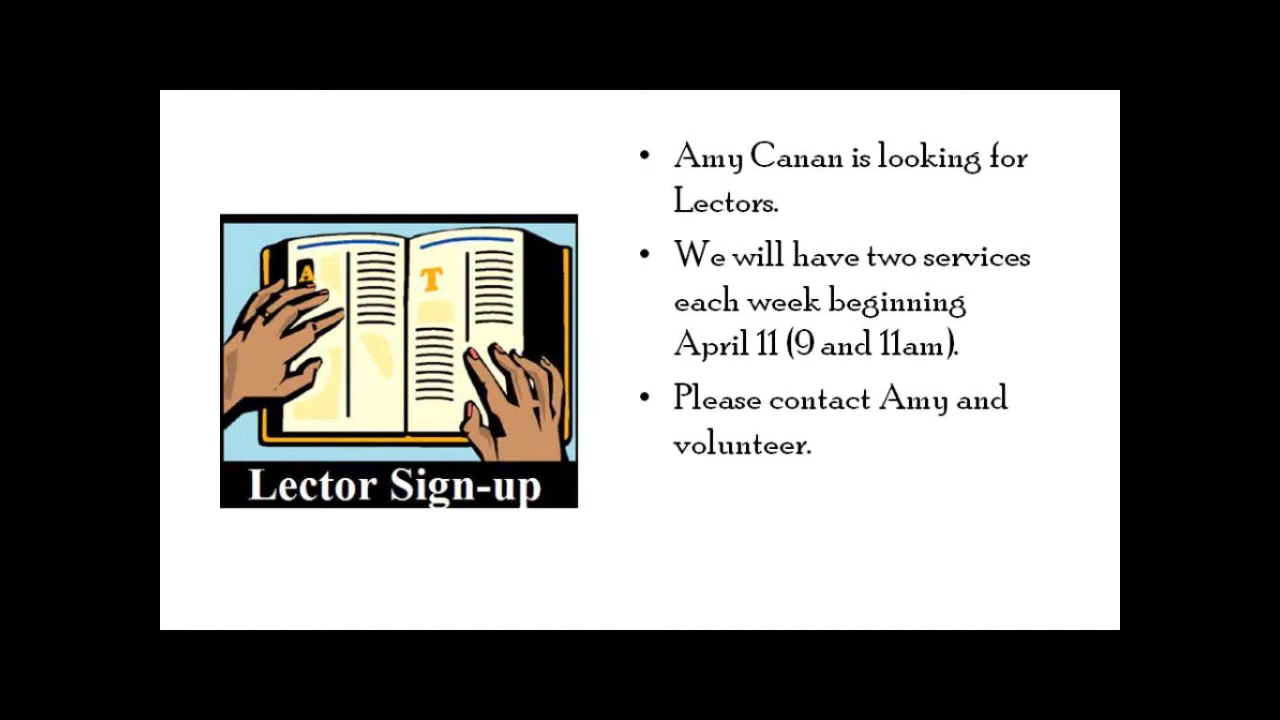 A
T
Lector Sign-up
• Amy Canan is looking for
Lectors.
• We will have two services
each week beginning
April 11 (9 and 11am).
• Please contact Amy and
volunteer.